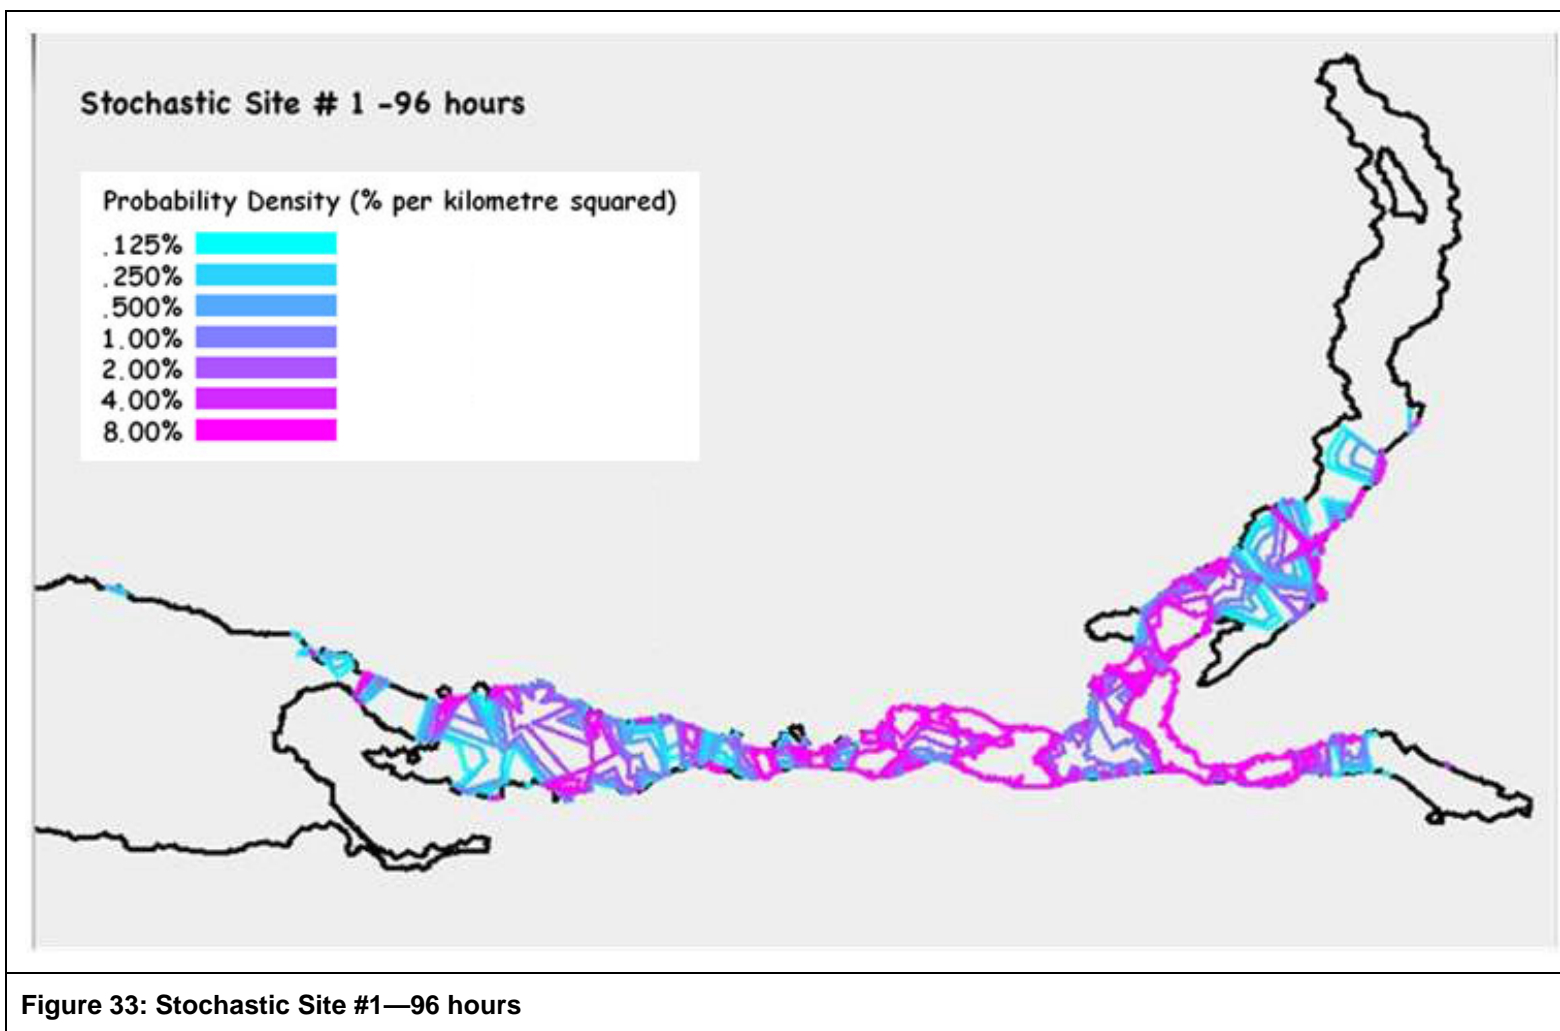 Stochastic Site # 1 -96 hours
Probability Density (% per kilometre squared)
.125%
.250%
.500%
1.00%
2.00%
4.00%
8.00%
Figure 33: Stochastic Site #1—96 hours